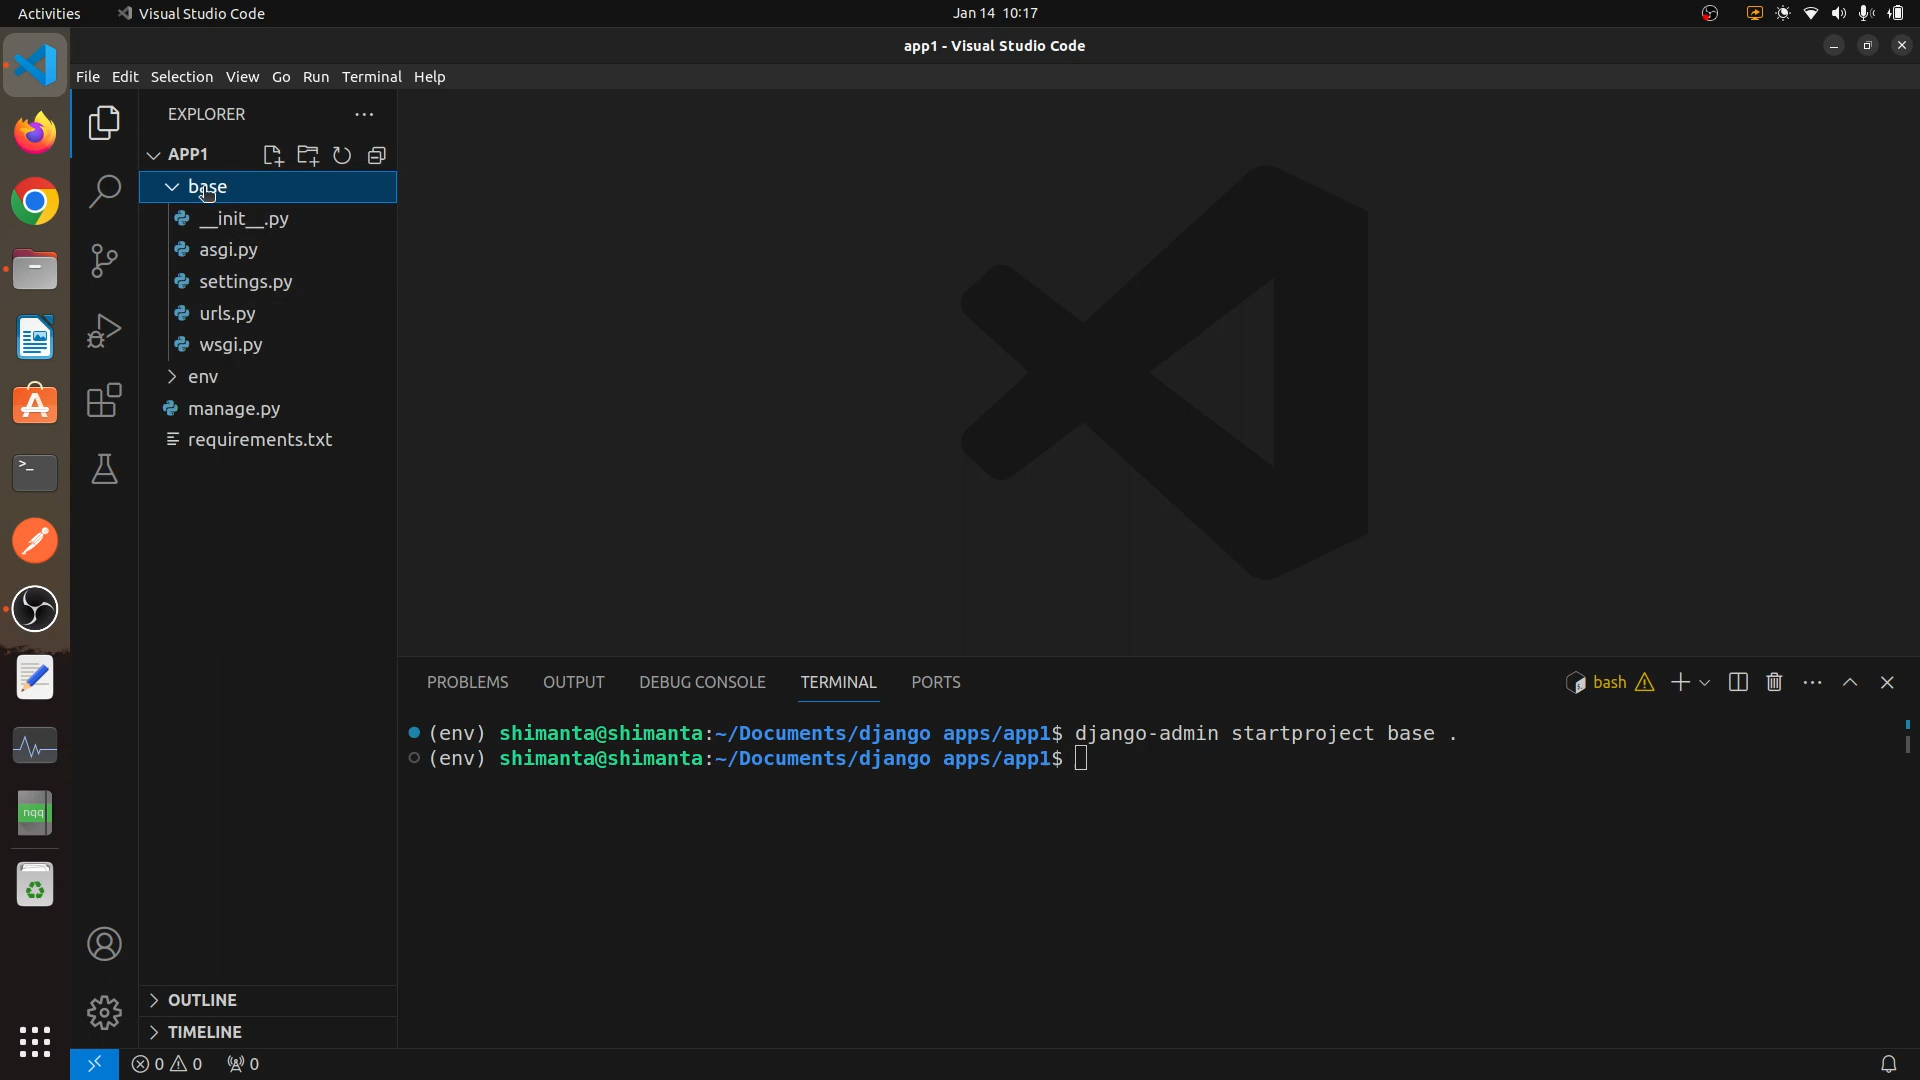 Activities
Visual Studio Code
Jan 14 10:17
app1 - Visual Studio Code
File Edit Selection View Go Run Terminal Help
EXPLORER
APP1
base
__init__.py
asgi.py
settings.py
urls.py
wsgi.py
env
manage.py
requirements.txt
OUTLINE
TIMELINE
PROBLEMS OUTPUT DEBUG CONSOLE TERMINAL PORTS
bash
(env) shimanta@shimanta:~/Documents/django apps/app1$ django-admin startproject base .
(env) shimanta@shimanta:~/Documents/django apps/app1$
nqq
0 0 0